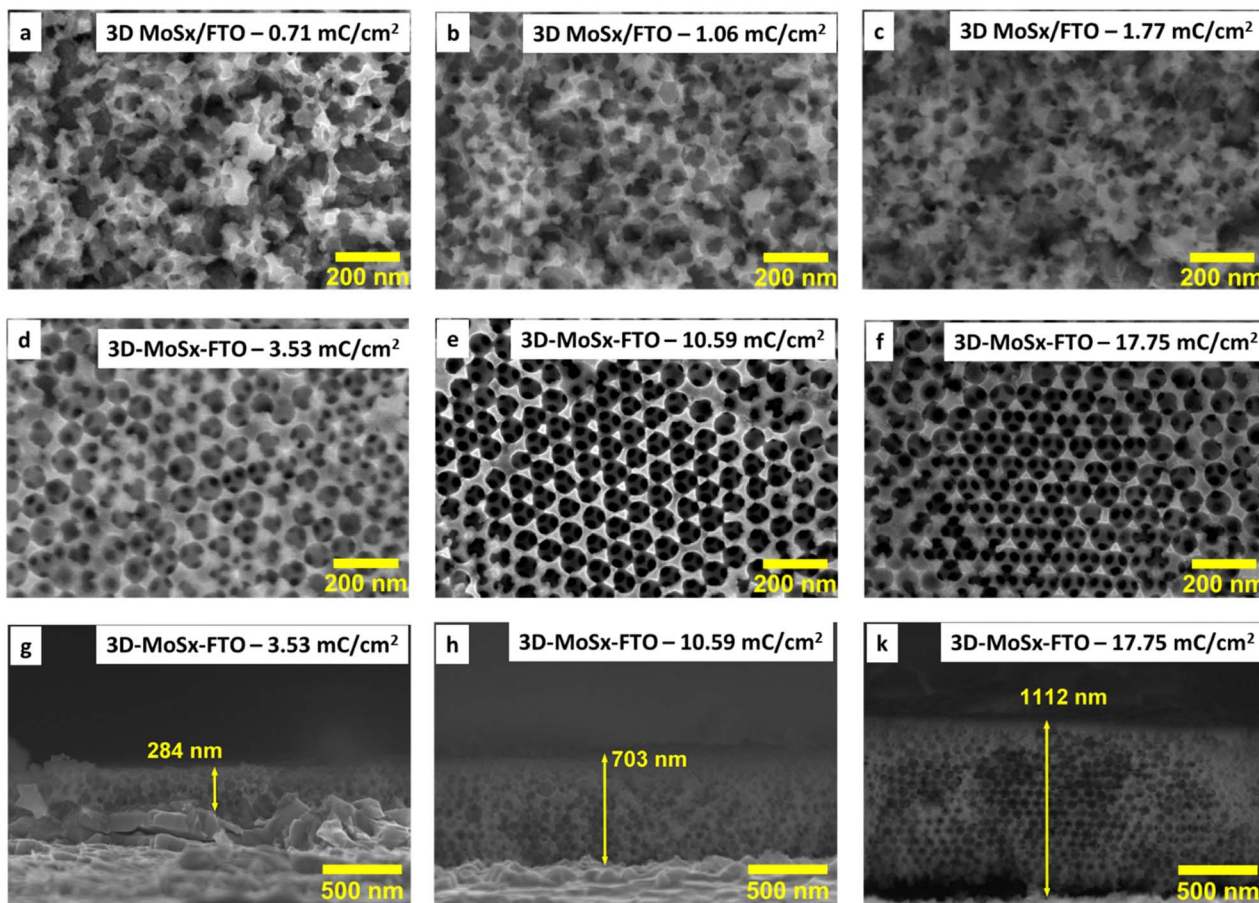 a
3D MoSx/FTO – 0.71 mC/cm²
200 nm
b
3D MoSx/FTO – 1.06 mC/cm²
200 nm
c
3D MoSx/FTO – 1.77 mC/cm²
200 nm
d
3D-MoSx-FTO – 3.53 mC/cm²
200 nm
e
3D-MoSx-FTO – 10.59 mC/cm²
200 nm
f
3D-MoSx-FTO – 17.75 mC/cm²
200 nm
g
3D-MoSx-FTO – 3.53 mC/cm²
284 nm
500 nm
h
3D-MoSx-FTO – 10.59 mC/cm²
703 nm
500 nm
k
3D-MoSx-FTO – 17.75 mC/cm²
1112 nm
500 nm